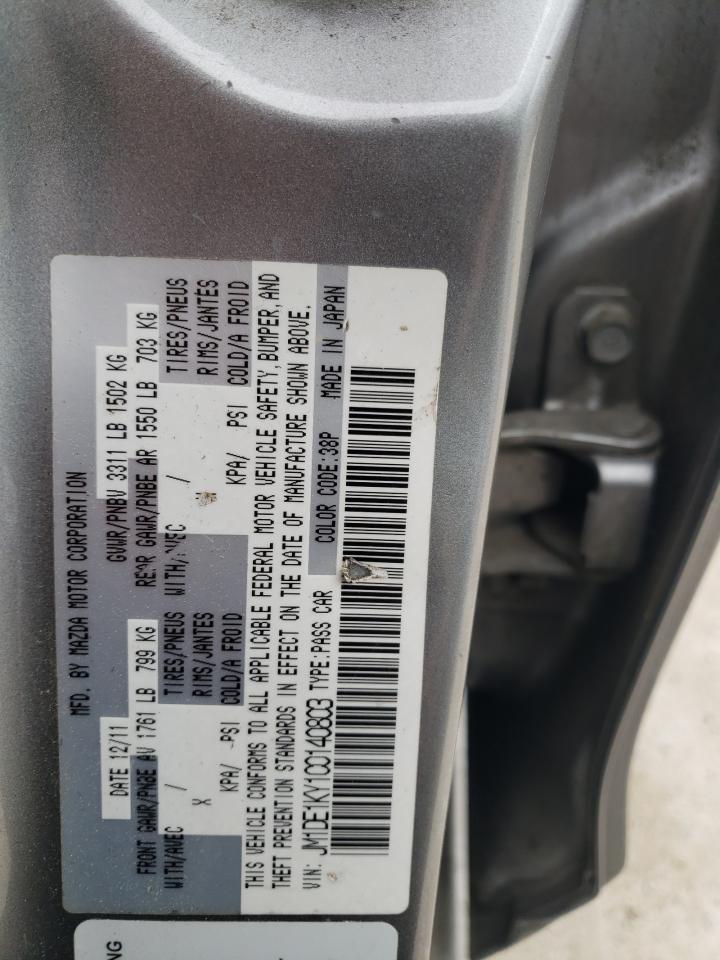 MFD. BY MAZDA MOTOR CORPORATION
DATE 12/11 GVWR/PNBV 3311 LB 1502 KG
FRONT GAWR/PNBE AV 1761 LB 799 KG REAR GAWR/PNBE AR 1550 LB 703 KG
WITH/AVEC / TIRES/PNEUS WITH/AVEC / TIRES/PNEUS
X RIMS/JANTES RIMS/JANTES
KPA/ PSI COLD/A FROID KPA/ PSI COLD/A FROID
THIS VEHICLE CONFORMS TO ALL APPLICABLE FEDERAL MOTOR VEHICLE SAFETY, BUMPER, AND
THEFT PREVENTION STANDARDS IN EFFECT ON THE DATE OF MANUFACTURE SHOWN ABOVE.
VIN: JM1DE1KY1C0140803 TYPE:PASS CAR COLOR CODE:38P MADE IN JAPAN